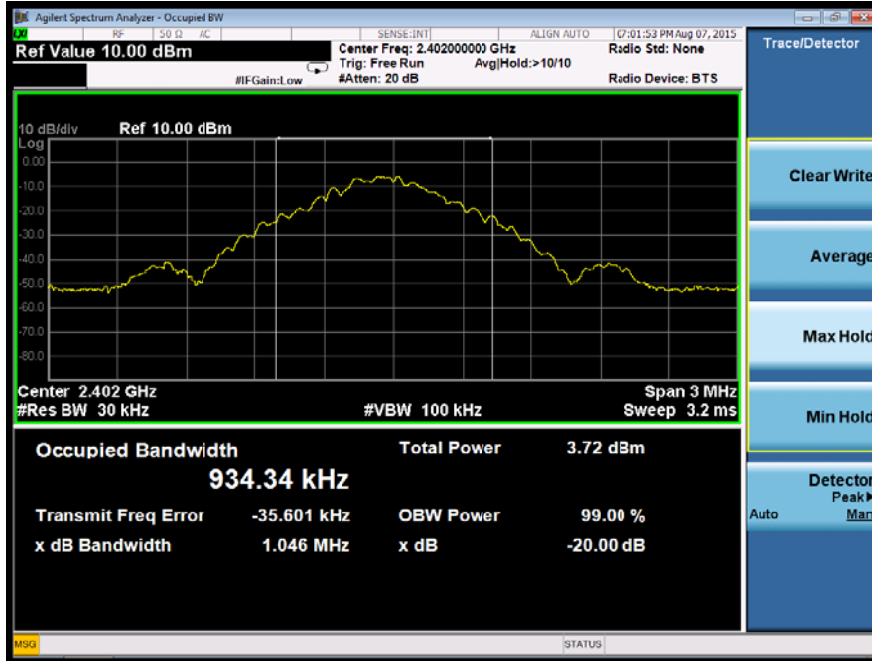 Agilent Spectrum Analyzer - Occupied BW
LXI RF 50 Ω AC SENSE:INT ALIGN AUTO 07:01:53 PM Aug 07, 2015
Ref Value 10.00 dBm
Center Freq: 2.402000000 GHz
Radio Std: None
Trig: Free Run Avg|Hold:>10/10
#IFGain:Low
#Atten: 20 dB
Radio Device: BTS
10 dB/div Ref 10.00 dBm
Log
0.00
-10.0
-20.0
-30.0
-40.0
-50.0
-60.0
-70.0
-80.0
Center 2.402 GHz
Span 3 MHz
#Res BW 30 kHz
#VBW 100 kHz
Sweep 3.2 ms
Occupied Bandwidth
Total Power 3.72 dBm
934.34 kHz
Transmit Freq Error -35.601 kHz
OBW Power 99.00 %
x dB Bandwidth 1.046 MHz
x dB -20.00 dB
MSG
STATUS
Trace/Detector
Clear Write
Average
Max Hold
Min Hold
Detector
Peak▶
Auto Man